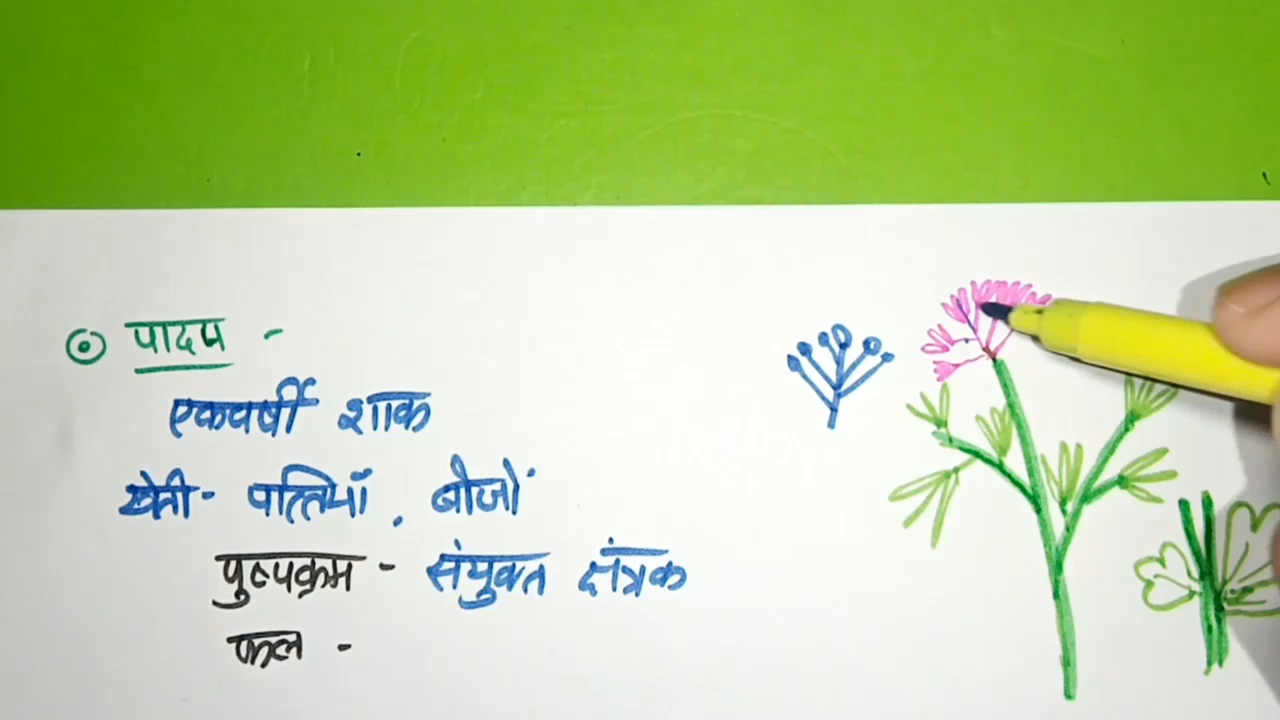 पादप -
एकवर्षी शाक
खेती - पत्तियाँ, बीजों
पुष्पक्रम - संयुक्त छत्रक
फल -